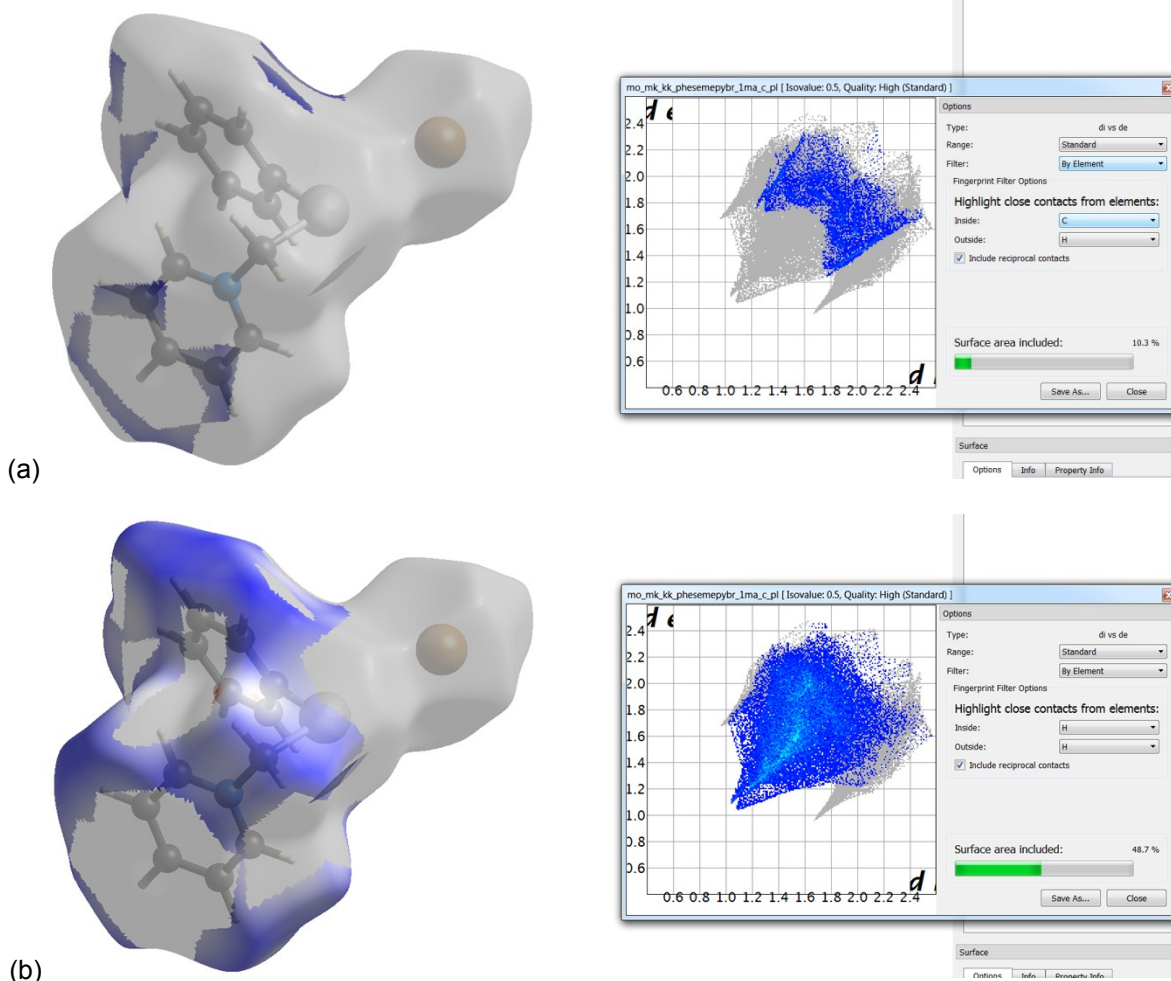 mo_mk_kk_phesemepybr_1ma_c_pl [ Isovalue: 0.5, Quality: High (Standard) ]
d e
2.4
2.2
2.0
1.8
1.6
1.4
1.2
1.0
0.8
0.6
d
0.6 0.8 1.0 1.2 1.4 1.6 1.8 2.0 2.2 2.4
Options
Type: di vs de
Range: Standard
Filter: By Element
Fingerprint Filter Options
Highlight close contacts from elements:
Inside: C
Outside: H
Include reciprocal contacts
Surface area included: 10.3 %
Save As... Close
Surface
Options Info Property Info
(a)
mo_mk_kk_phesemepybr_1ma_c_pl [ Isovalue: 0.5, Quality: High (Standard) ]
d e
2.4
2.2
2.0
1.8
1.6
1.4
1.2
1.0
0.8
0.6
d
0.6 0.8 1.0 1.2 1.4 1.6 1.8 2.0 2.2 2.4
Options
Type: di vs de
Range: Standard
Filter: By Element
Fingerprint Filter Options
Highlight close contacts from elements:
Inside: H
Outside: H
Include reciprocal contacts
Surface area included: 48.7 %
Save As... Close
Surface
Options Info Property Info
(b)